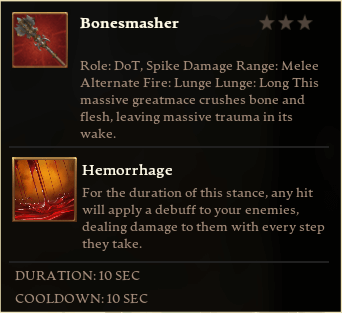 Bonesmasher
Role: DoT, Spike Damage Range: Melee
Alternate Fire: Lunge Lunge: Long This
massive greatmace crushes bone and
flesh, leaving massive trauma in its
wake.
Hemorrhage
For the duration of this stance, any hit
will apply a debuff to your enemies,
dealing damage to them with every step
they take.
DURATION: 10 SEC
COOLDOWN: 10 SEC